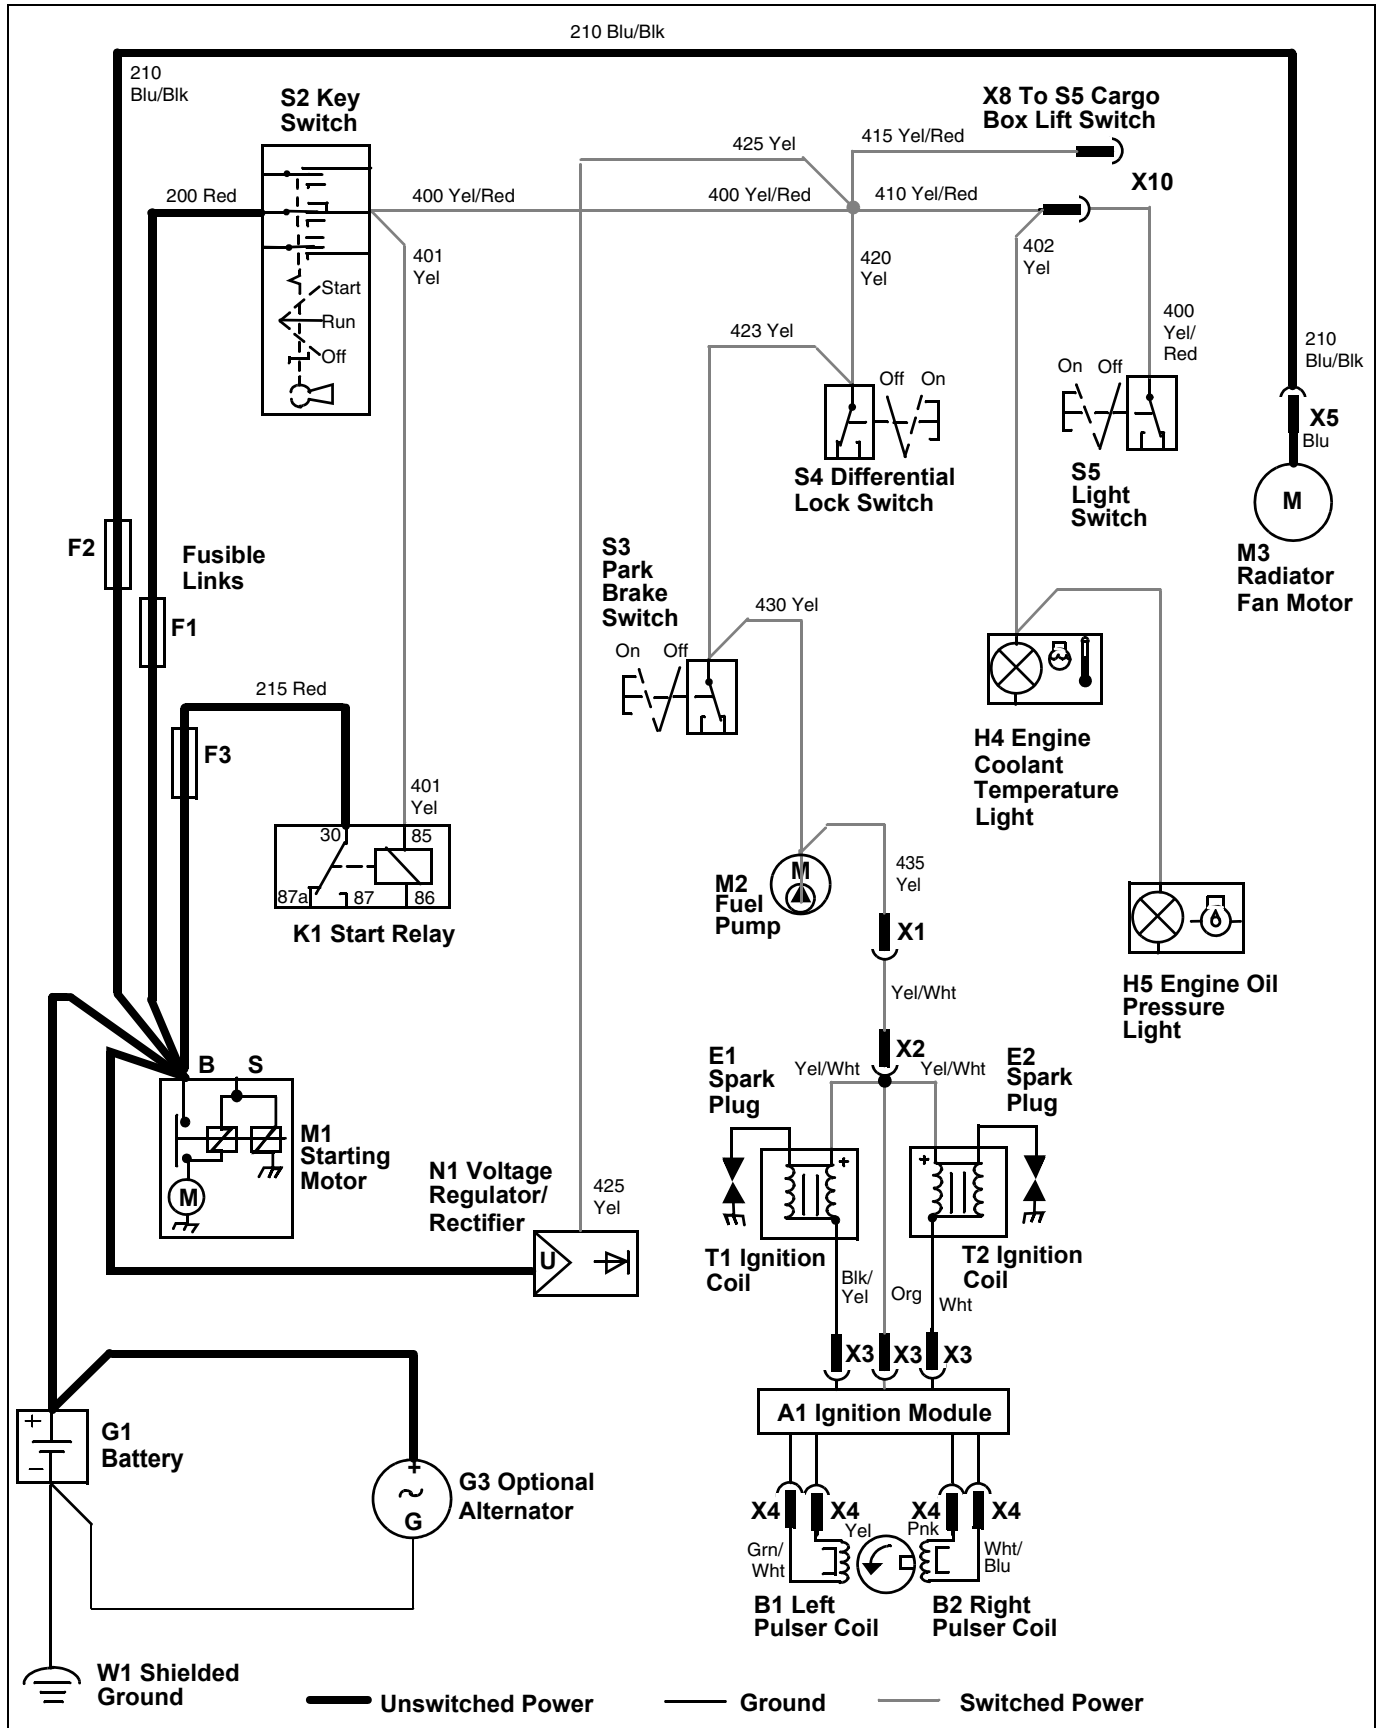 210 Blu/Blk
210
Blu/Blk
S2 Key
Switch
X8 To S5 Cargo
Box Lift Switch
425 Yel
415 Yel/Red
X10
200 Red
400 Yel/Red
400 Yel/Red
410 Yel/Red
401
Yel
420
Yel
402
Yel
Start
Run
Off
423 Yel
400
Yel/
Red
210
Blu/Blk
Off
On
On
Off
X5
Blu
S4 Differential
Lock Switch
S5
Light
Switch
M
M3
Radiator
Fan Motor
F2
Fusible
Links
F1
S3
Park
Brake
Switch
430 Yel
On
Off
215 Red
F3
H4 Engine
Coolant
Temperature
Light
401
Yel
30
85
87a
87
86
K1 Start Relay
M
M2
Fuel
Pump
435
Yel
X1
Yel/Wht
H5 Engine Oil
Pressure
Light
X2
E1
Spark
Plug
Yel/Wht
Yel/Wht
E2
Spark
Plug
B
S
M1
Starting
Motor
M
N1 Voltage
Regulator/
Rectifier
425
Yel
U
+
+
T1 Ignition
Coil
T2 Ignition
Coil
Blk/
Yel
Org
Wht
X3
X3
X3
A1 Ignition Module
+
−
G1
Battery
+
G
G3 Optional
Alternator
X4
X4
X4
X4
Yel
Pnk
Grn/
Wht
Wht/
Blu
B1 Left
Pulser Coil
B2 Right
Pulser Coil
W1 Shielded
Ground
Unswitched Power
Ground
Switched Power